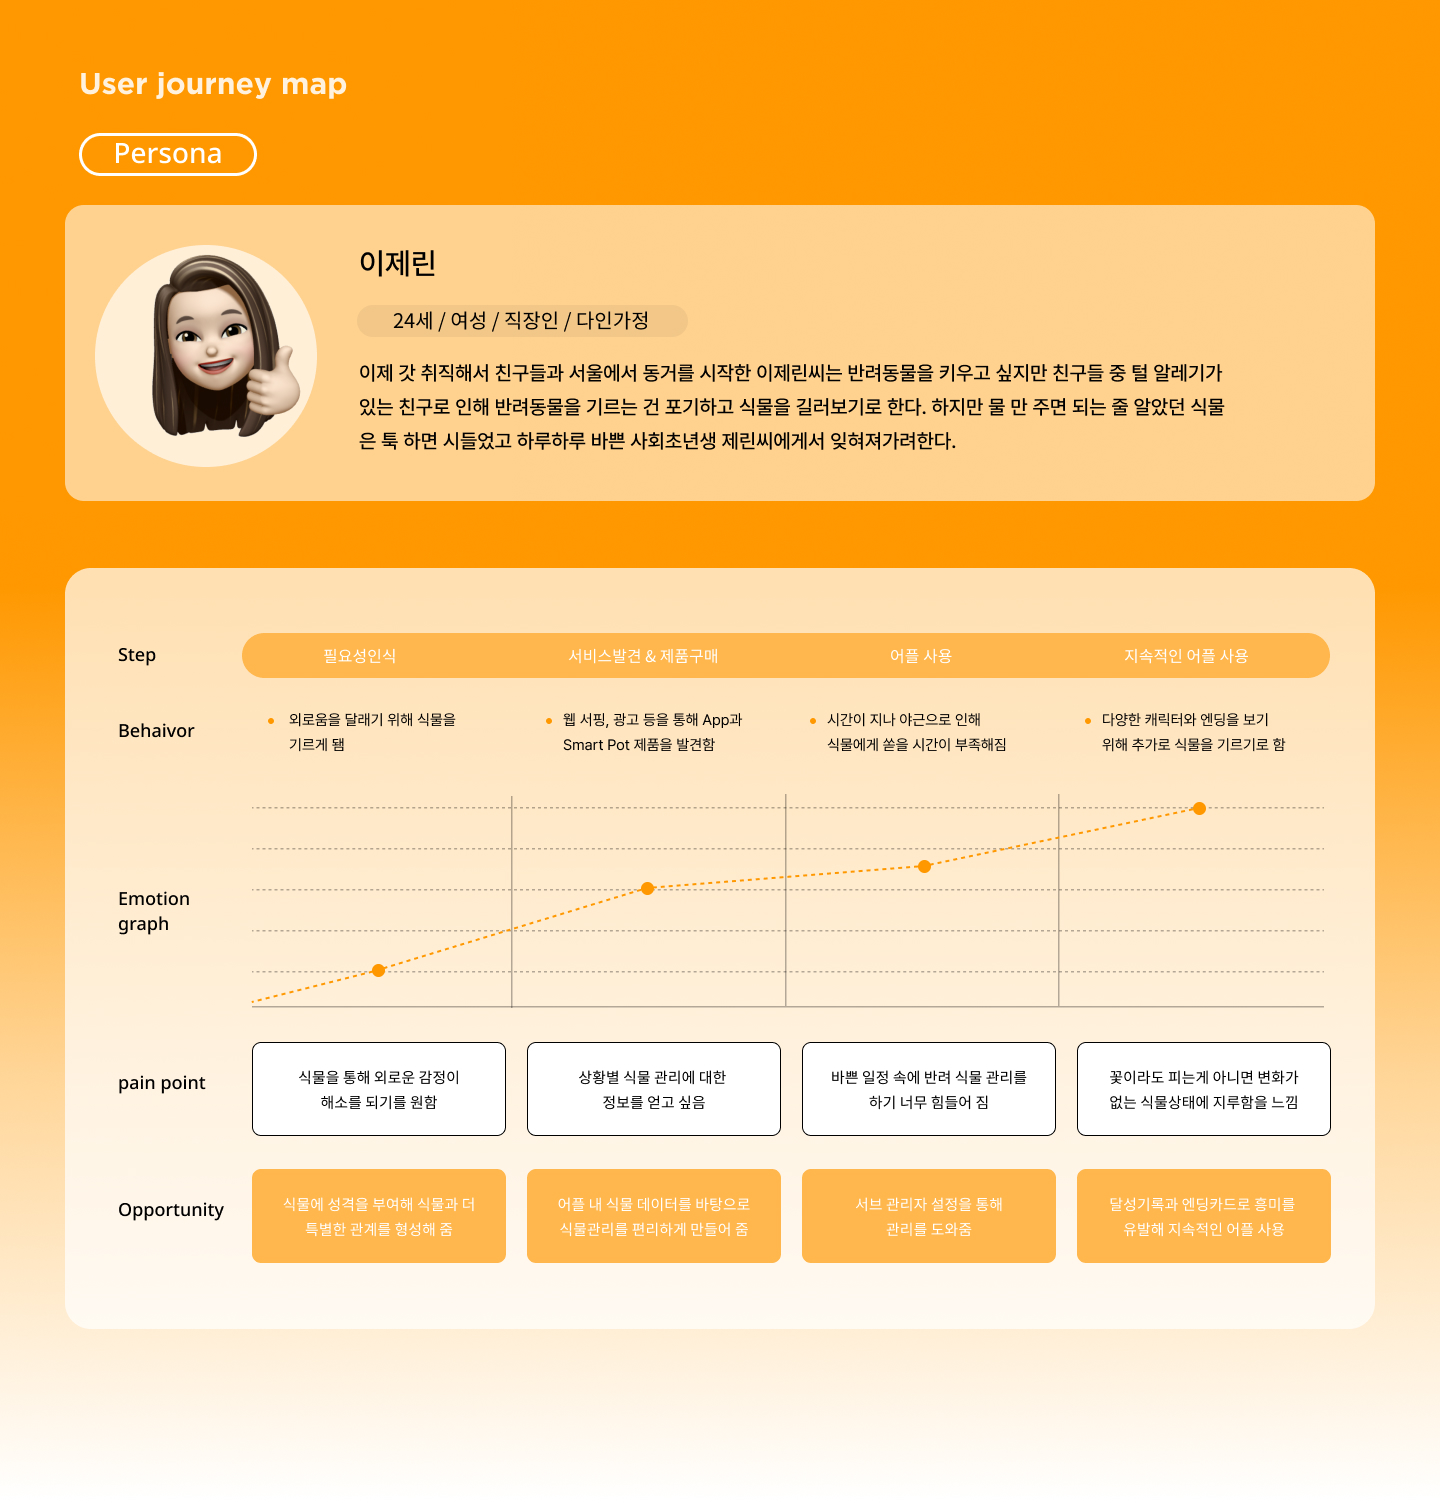 User journey map
Persona
이제린
24세 / 여성 / 직장인 / 다인가정
이제 갓 취직해서 친구들과 서울에서 동거를 시작한 이제린씨는 반려동물을 키우고 싶지만 친구들 중 털 알레기가
있는 친구로 인해 반려동물을 기르는 건 포기하고 식물을 길러보기로 한다. 하지만 물 만 주면 되는 줄 알았던 식물
은 툭 하면 시들었고 하루하루 바쁜 사회초년생 제린씨에게서 잊혀져가려한다.
Step
필요성인식
서비스발견 & 제품구매
어플 사용
지속적인 어플 사용
Behaivor
외로움을 달래기 위해 식물을
기르게 됌
웹 서핑, 광고 등을 통해 App과
Smart Pot 제품을 발견함
시간이 지나 야근으로 인해
식물에게 쏟을 시간이 부족해짐
다양한 캐릭터와 엔딩을 보기
위해 추가로 식물을 기르기로 함
Emotion
graph
pain point
식물을 통해 외로운 감정이
해소를 되기를 원함
상황별 식물 관리에 대한
정보를 얻고 싶음
바쁜 일정 속에 반려 식물 관리를
하기 너무 힘들어 짐
꽃이라도 피는게 아니면 변화가
없는 식물상태에 지루함을 느낌
Opportunity
식물에 성격을 부여해 식물과 더
특별한 관계를 형성해 줌
어플 내 식물 데이터를 바탕으로
식물관리를 편리하게 만들어 줌
서브 관리자 설정을 통해
관리를 도와줌
달성기록과 엔딩카드로 흥미를
유발해 지속적인 어플 사용